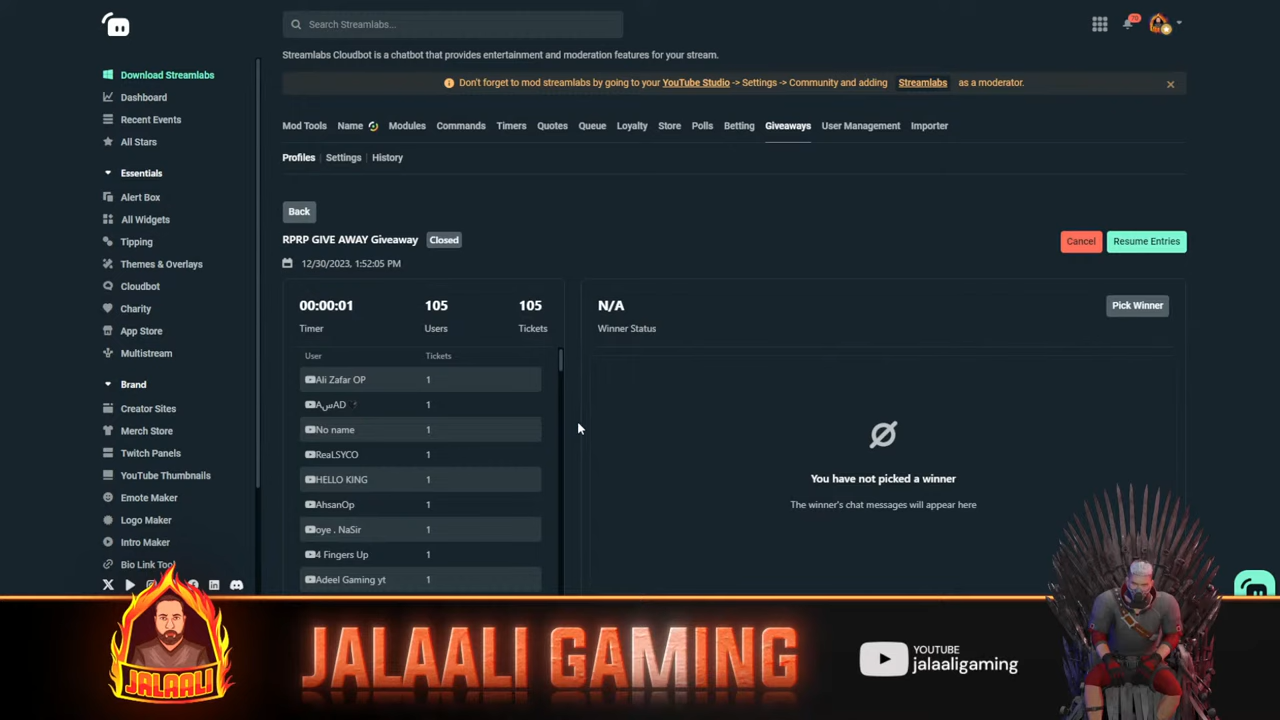 Search Streamlabs...
70
Streamlabs Cloudbot is a chatbot that provides entertainment and moderation features for your stream.
Don't forget to mod streamlabs by going to your YouTube Studio -> Settings -> Community and adding Streamlabs as a moderator.
Download Streamlabs
Dashboard
Recent Events
All Stars
Essentials
Alert Box
All Widgets
Tipping
Themes & Overlays
Cloudbot
Charity
App Store
Multistream
Brand
Creator Sites
Merch Store
Twitch Panels
YouTube Thumbnails
Emote Maker
Logo Maker
Intro Maker
Bio Link Tool
Mod Tools Name Modules Commands Timers Quotes Queue Loyalty Store Polls Betting Giveaways User Management Importer
Profiles Settings History
Back
RPRP GIVE AWAY Giveaway Closed
Cancel Resume Entries
12/30/2023, 1:52:05 PM
00:00:01 105 105
Timer Users Tickets
User Tickets
Ali Zafar OP 1
AسAD 1
No name 1
ReaLSYCO 1
HELLO KING 1
AhsanOp 1
oye . NaSir 1
4 Fingers Up 1
Adeel Gaming yt 1
N/A Pick Winner
Winner Status
You have not picked a winner
The winner's chat messages will appear here
JALAALI
JALAALI GAMING
YOUTUBE
jalaaligaming